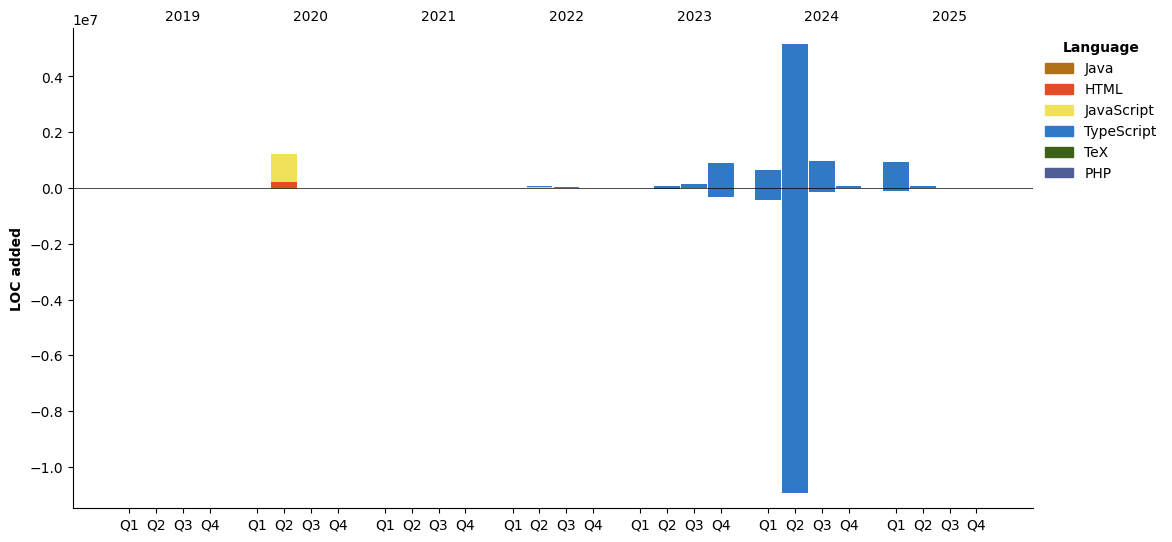 1e7
2019 2020 2021 2022 2023 2024 2025
Language
Java
HTML
JavaScript
TypeScript
TeX
PHP
0.4
0.2
0.0
−0.2
−0.4
−0.6
−0.8
−1.0
LOC added
Q1 Q2 Q3 Q4 Q1 Q2 Q3 Q4 Q1 Q2 Q3 Q4 Q1 Q2 Q3 Q4 Q1 Q2 Q3 Q4 Q1 Q2 Q3 Q4 Q1 Q2 Q3 Q4